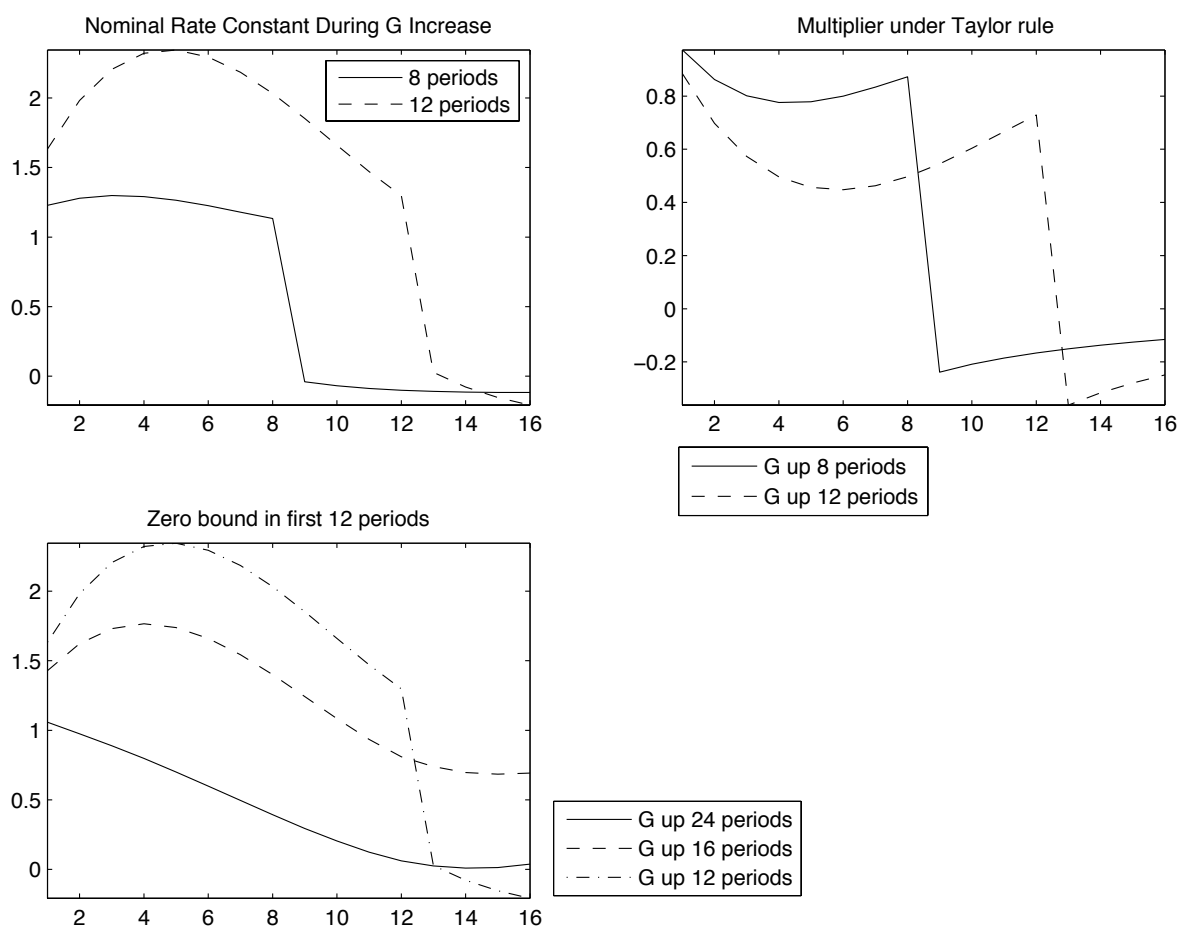 Nominal Rate Constant During G Increase
8 periods
12 periods
2
1.5
1
0.5
0
2 4 6 8 10 12 14 16
Multiplier under Taylor rule
0.8
0.6
0.4
0.2
0
−0.2
2 4 6 8 10 12 14 16
G up 8 periods
G up 12 periods
Zero bound in first 12 periods
2
1.5
1
0.5
0
2 4 6 8 10 12 14 16
G up 24 periods
G up 16 periods
G up 12 periods